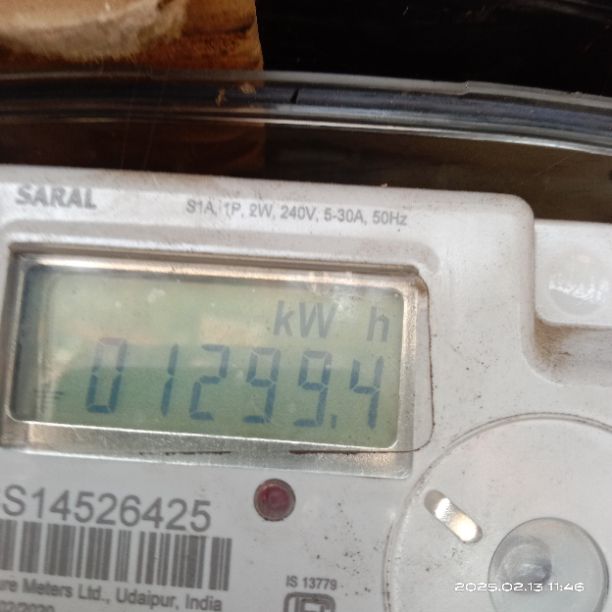 SARAL
S1A, 1P, 2W, 240V, 5-30A, 50Hz
kW h
01299.4
S14526425
IS 13779
Meters Ltd., Udaipur, India
2025.02.13 11:46